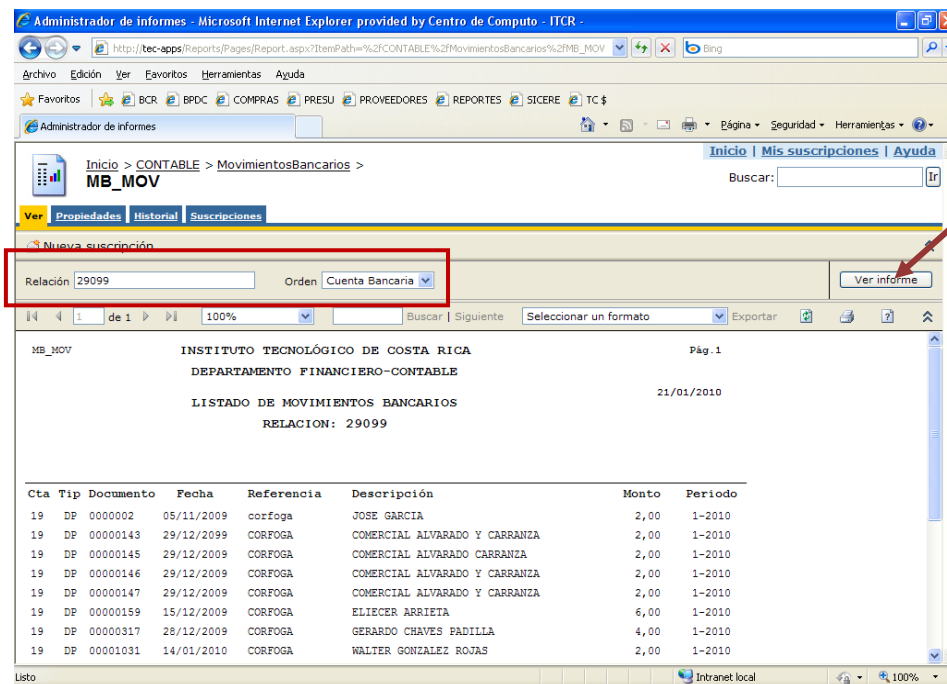 Administrador de informes - Microsoft Internet Explorer provided by Centro de Computo - ITCR -
http://tec-apps/Reports/Pages/Report.aspx?ItemPath=%2fCONTABLE%2fMovimientosBancarios%2fMB_MOV Bing
Archivo Edición Ver Favoritos Herramientas Ayuda
Favoritos BCR BPDC COMPRAS PRESU PROVEEDORES REPORTES SICERE TC $
Administrador de informes Página Seguridad Herramientas
Inicio | Mis suscripciones | Ayuda
Inicio > CONTABLE > MovimientosBancarios >
MB_MOV Buscar: Ir
Ver Propiedades Historial Suscripciones
Nueva suscripción
Relación 29099 Orden Cuenta Bancaria Ver informe
1 de 1 100% Buscar | Siguiente Seleccionar un formato Exportar
MB_MOV INSTITUTO TECNOLÓGICO DE COSTA RICA Pág.1
DEPARTAMENTO FINANCIERO-CONTABLE
21/01/2010
LISTADO DE MOVIMIENTOS BANCARIOS
RELACION: 29099
Cta Tip Documento Fecha Referencia Descripción Monto Periodo
19 DP 0000002 05/11/2009 corfoga JOSE GARCIA 2,00 1-2010
19 DP 00000143 29/12/2099 CORFOGA COMERCIAL ALVARADO Y CARRANZA 2,00 1-2010
19 DP 00000145 29/12/2009 CORFOGA COMERCIAL ALVARADO CARRANZA 2,00 1-2010
19 DP 00000146 29/12/2009 CORFOGA COMERCIAL ALVARADO Y CARRANZA 2,00 1-2010
19 DP 00000147 29/12/2009 CORFOGA COMERCIAL ALVARADO Y CARRANZA 2,00 1-2010
19 DP 00000159 15/12/2009 CORFOGA ELIECER ARRIETA 6,00 1-2010
19 DP 00000317 28/12/2009 CORFOGA GERARDO CHAVES PADILLA 4,00 1-2010
19 DP 00001031 14/01/2010 CORFOGA WALTER GONZALEZ ROJAS 2,00 1-2010
Listo Intranet local 100%